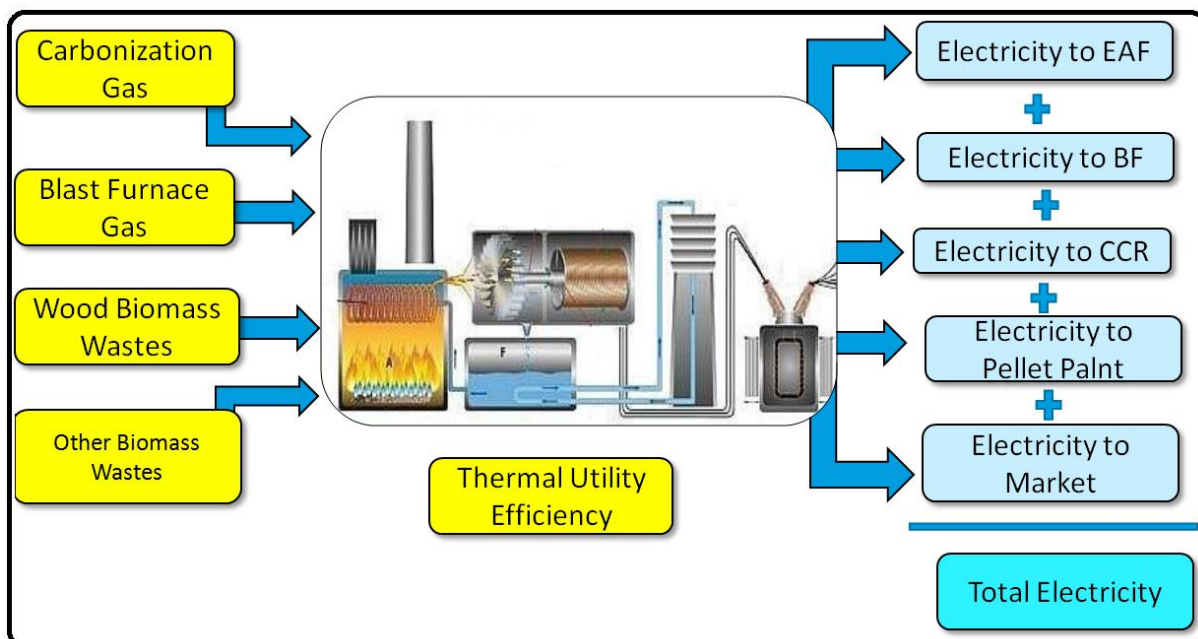 Carbonization
Gas
Blast Furnace
Gas
Wood Biomass
Wastes
Other Biomass
Wastes
A
F
Thermal Utility
Efficiency
Electricity to EAF
Electricity to BF
Electricity to CCR
Electricity to
Pellet Palnt
Electricity to
Market
Total Electricity